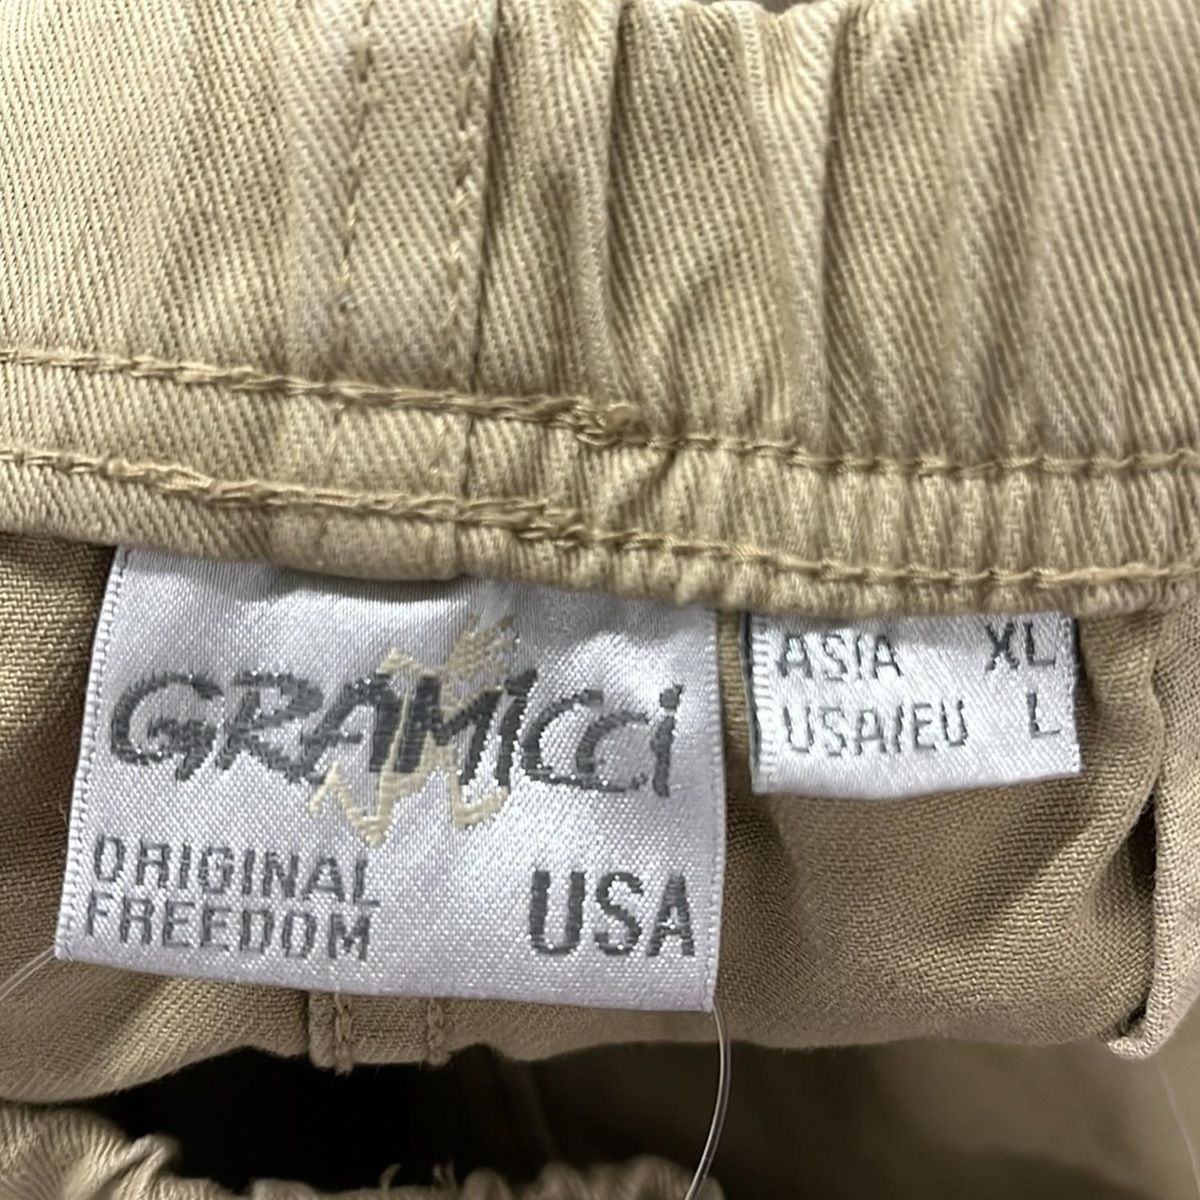 GRAMICCI
ORIGINAL
FREEDOM
USA
ASIA XL
USA/EU L